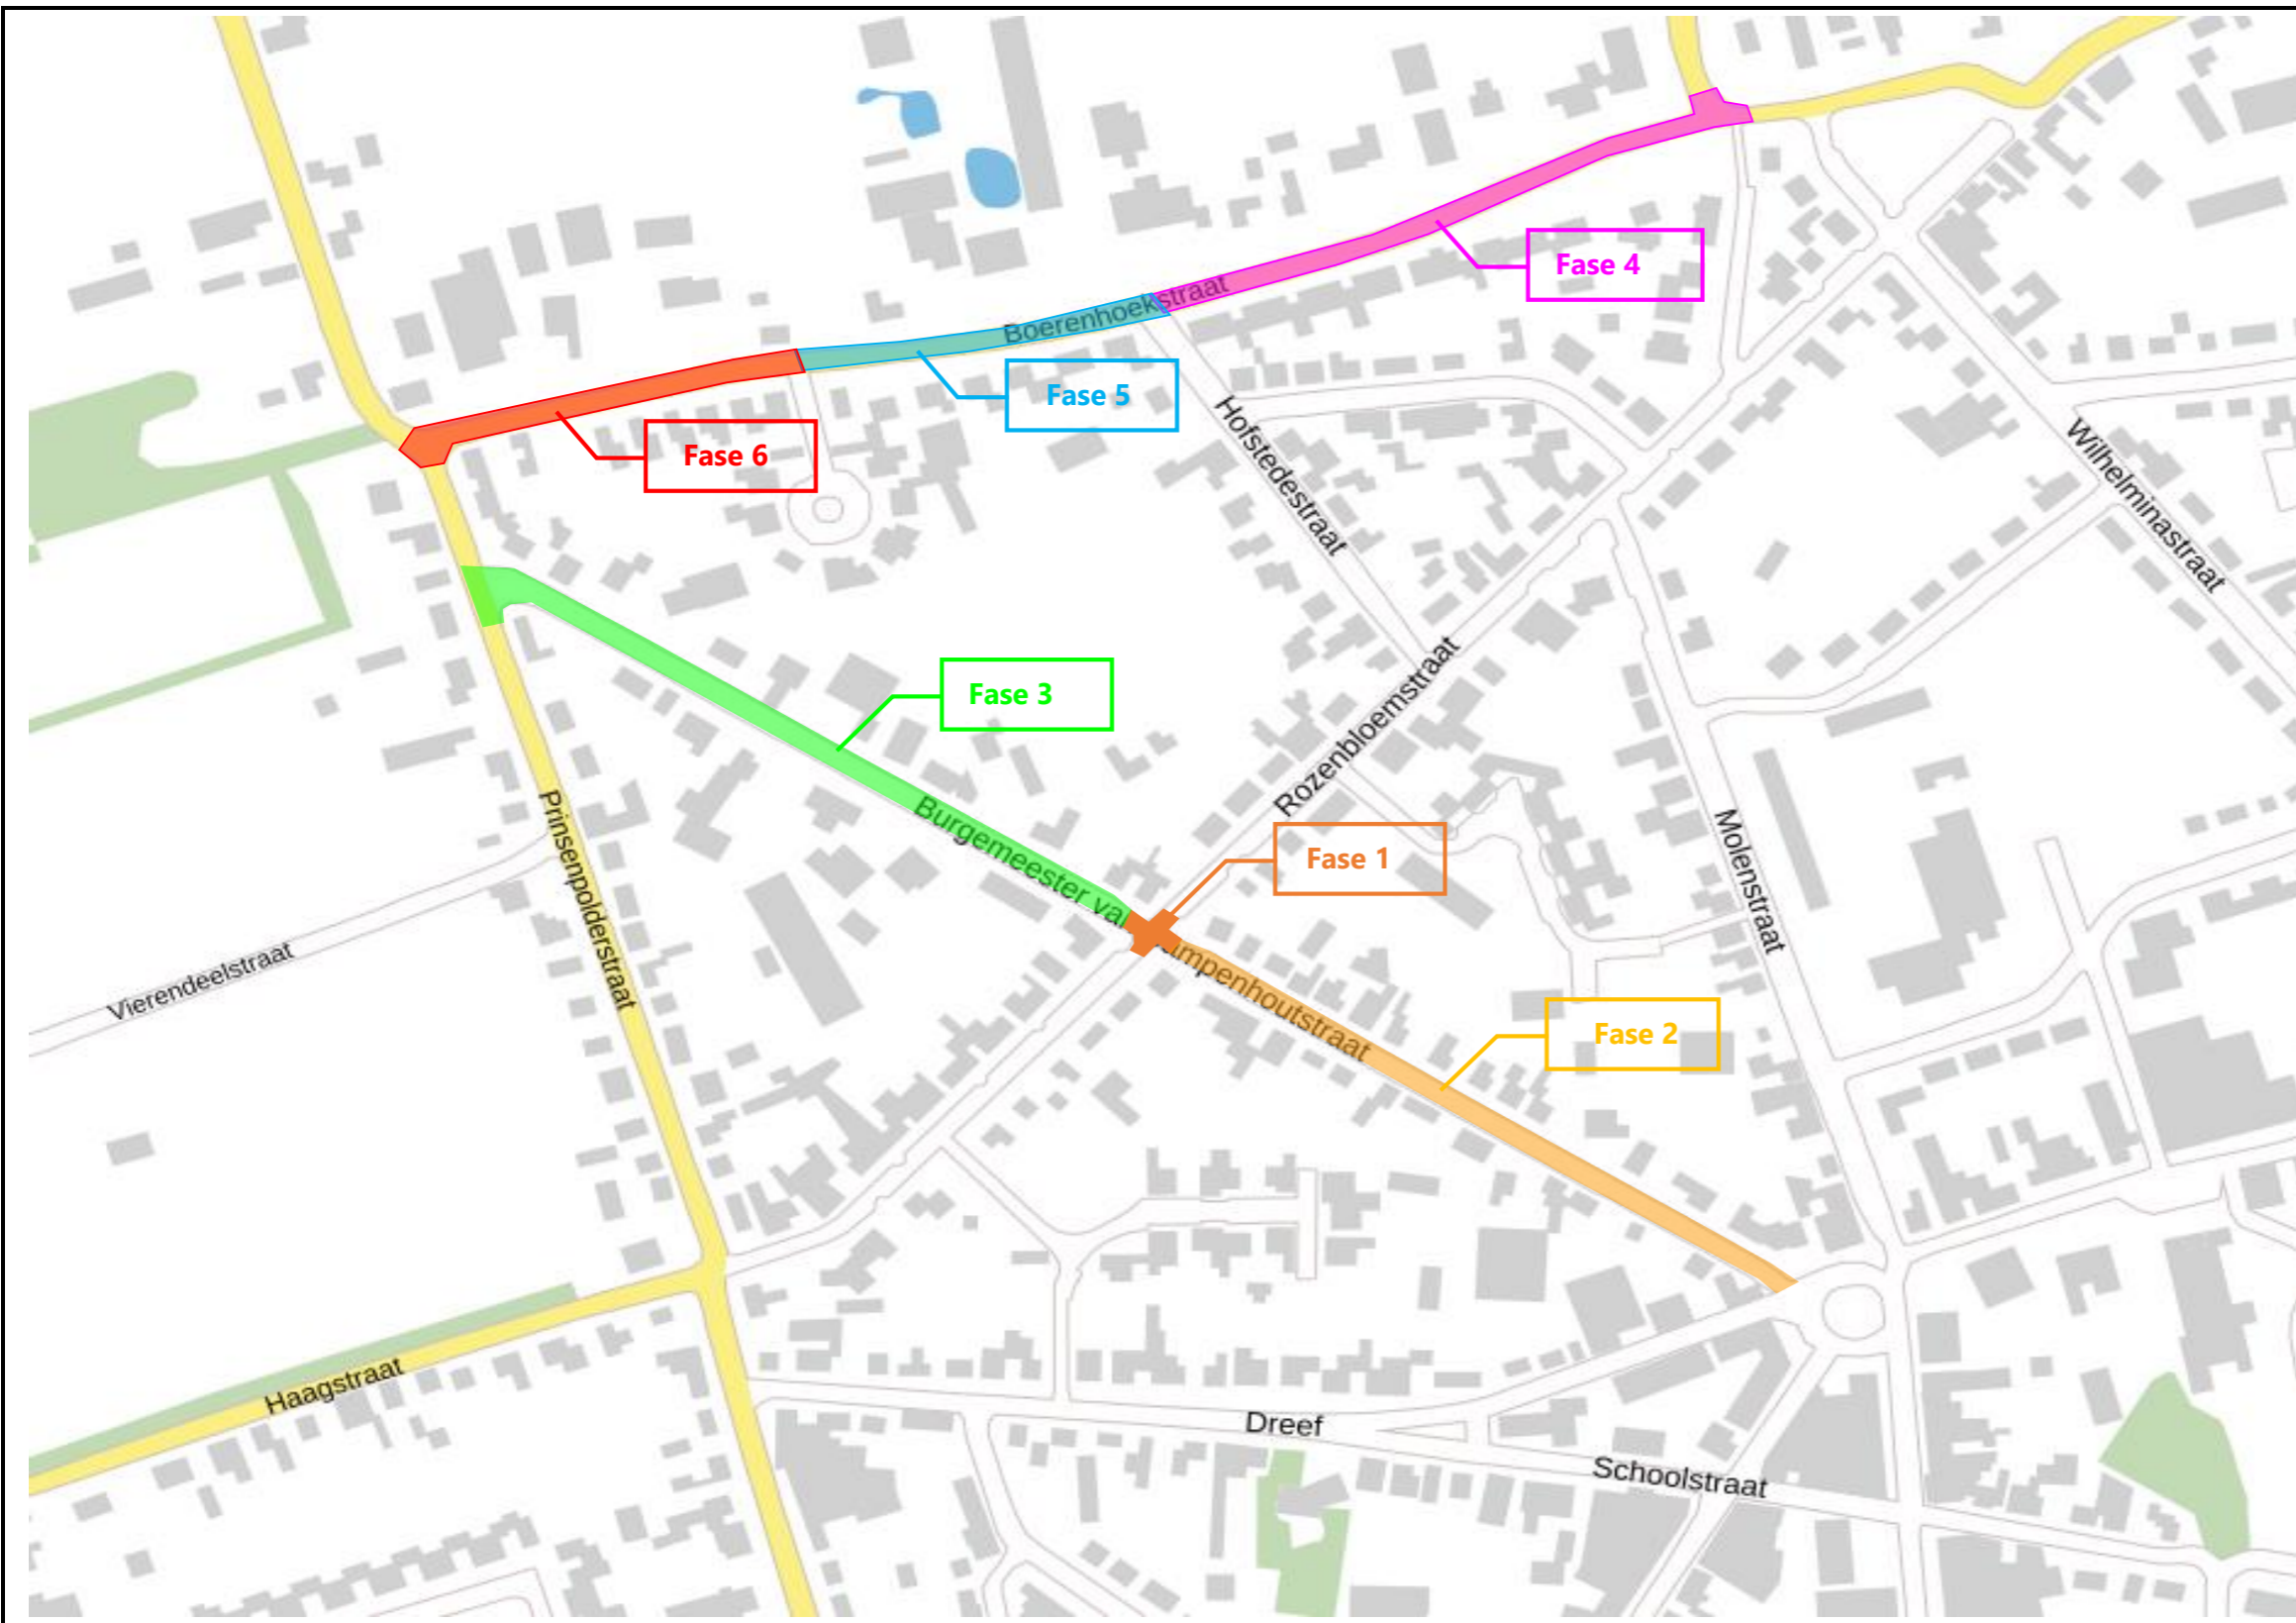 Fase 4
Boerenhoekstraat
Fase 5
Fase 6
Hofstedestraat
Wilhelminastraat
Fase 3
Rozenbloemstraat
Prinsenpolderstraat
Burgemeester va
Fase 1
Molenstraat
ampenhoutstraat
Vierendeelstraat
Fase 2
Haagstraat
Dreef
Schoolstraat